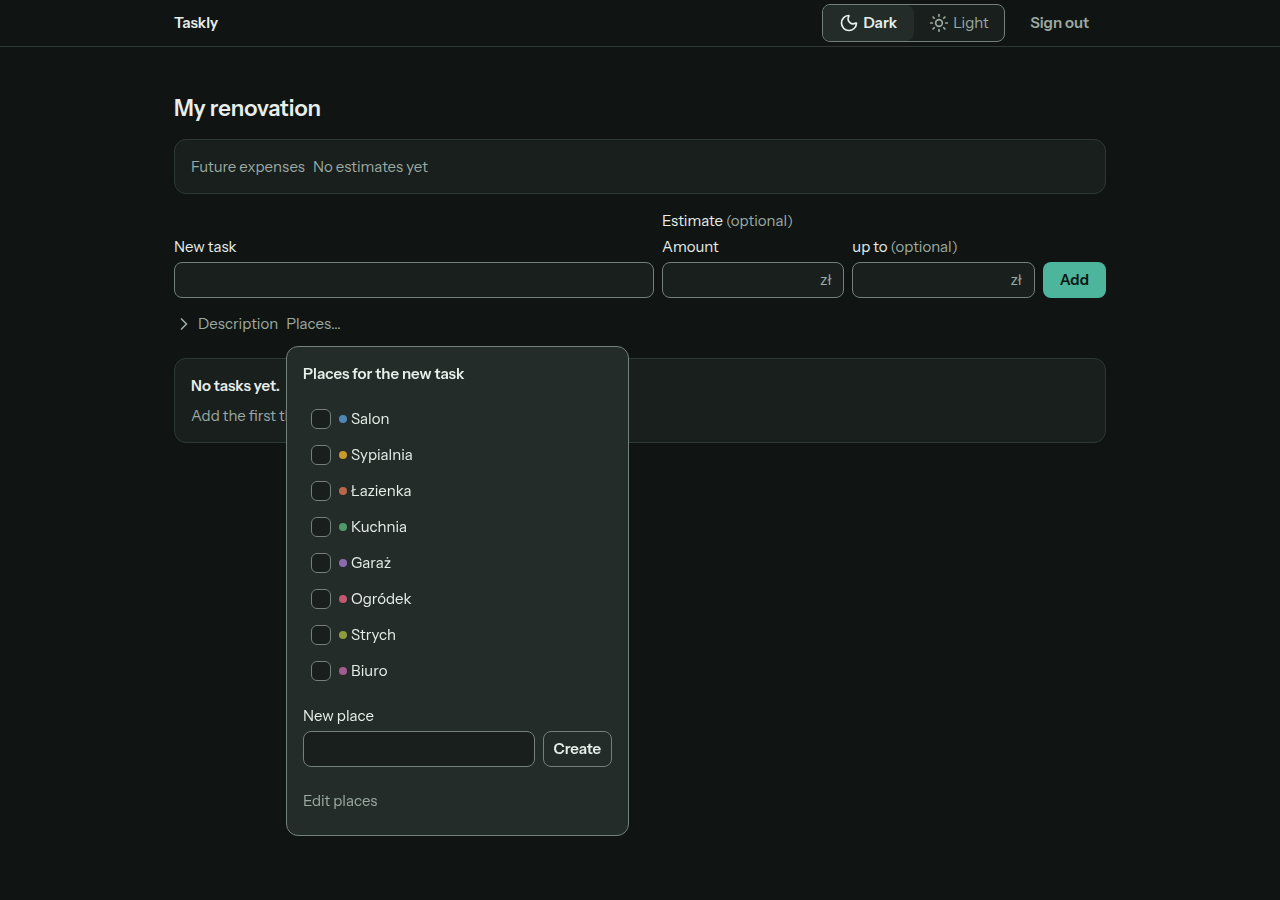 Taskly
Dark
Light
Sign out
My renovation
Future expenses No estimates yet
Estimate (optional)
New task
Amount
up to (optional)
zł
zł
Add
Description Places...
No tasks yet.
Add the first t
Places for the new task
Salon
Sypialnia
Łazienka
Kuchnia
Garaż
Ogródek
Strych
Biuro
New place
Create
Edit places